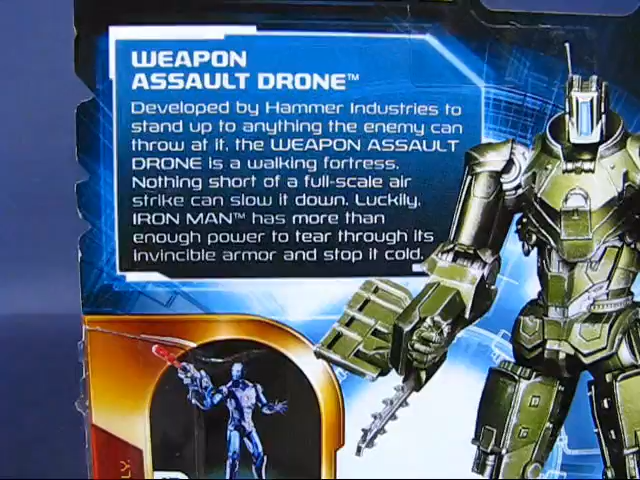 WEAPON
ASSAULT DRONE™
Developed by Hammer Industries to
stand up to anything the enemy can
throw at it, the WEAPON ASSAULT
DRONE is a walking fortress.
Nothing short of a full-scale air
strike can slow it down. Luckily,
IRON MAN™ has more than
enough power to tear through its
invincible armor and stop it cold.